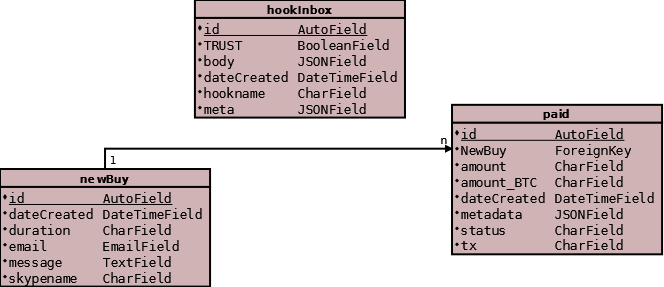 hookInbox
id AutoField
TRUST BooleanField
body JSONField
dateCreated DateTimeField
hookname CharField
meta JSONField
paid
id AutoField
NewBuy ForeignKey
amount CharField
amount_BTC CharField
dateCreated DateTimeField
metadata JSONField
status CharField
tx CharField
n
1
newBuy
id AutoField
dateCreated DateTimeField
duration CharField
email EmailField
message TextField
skypename CharField